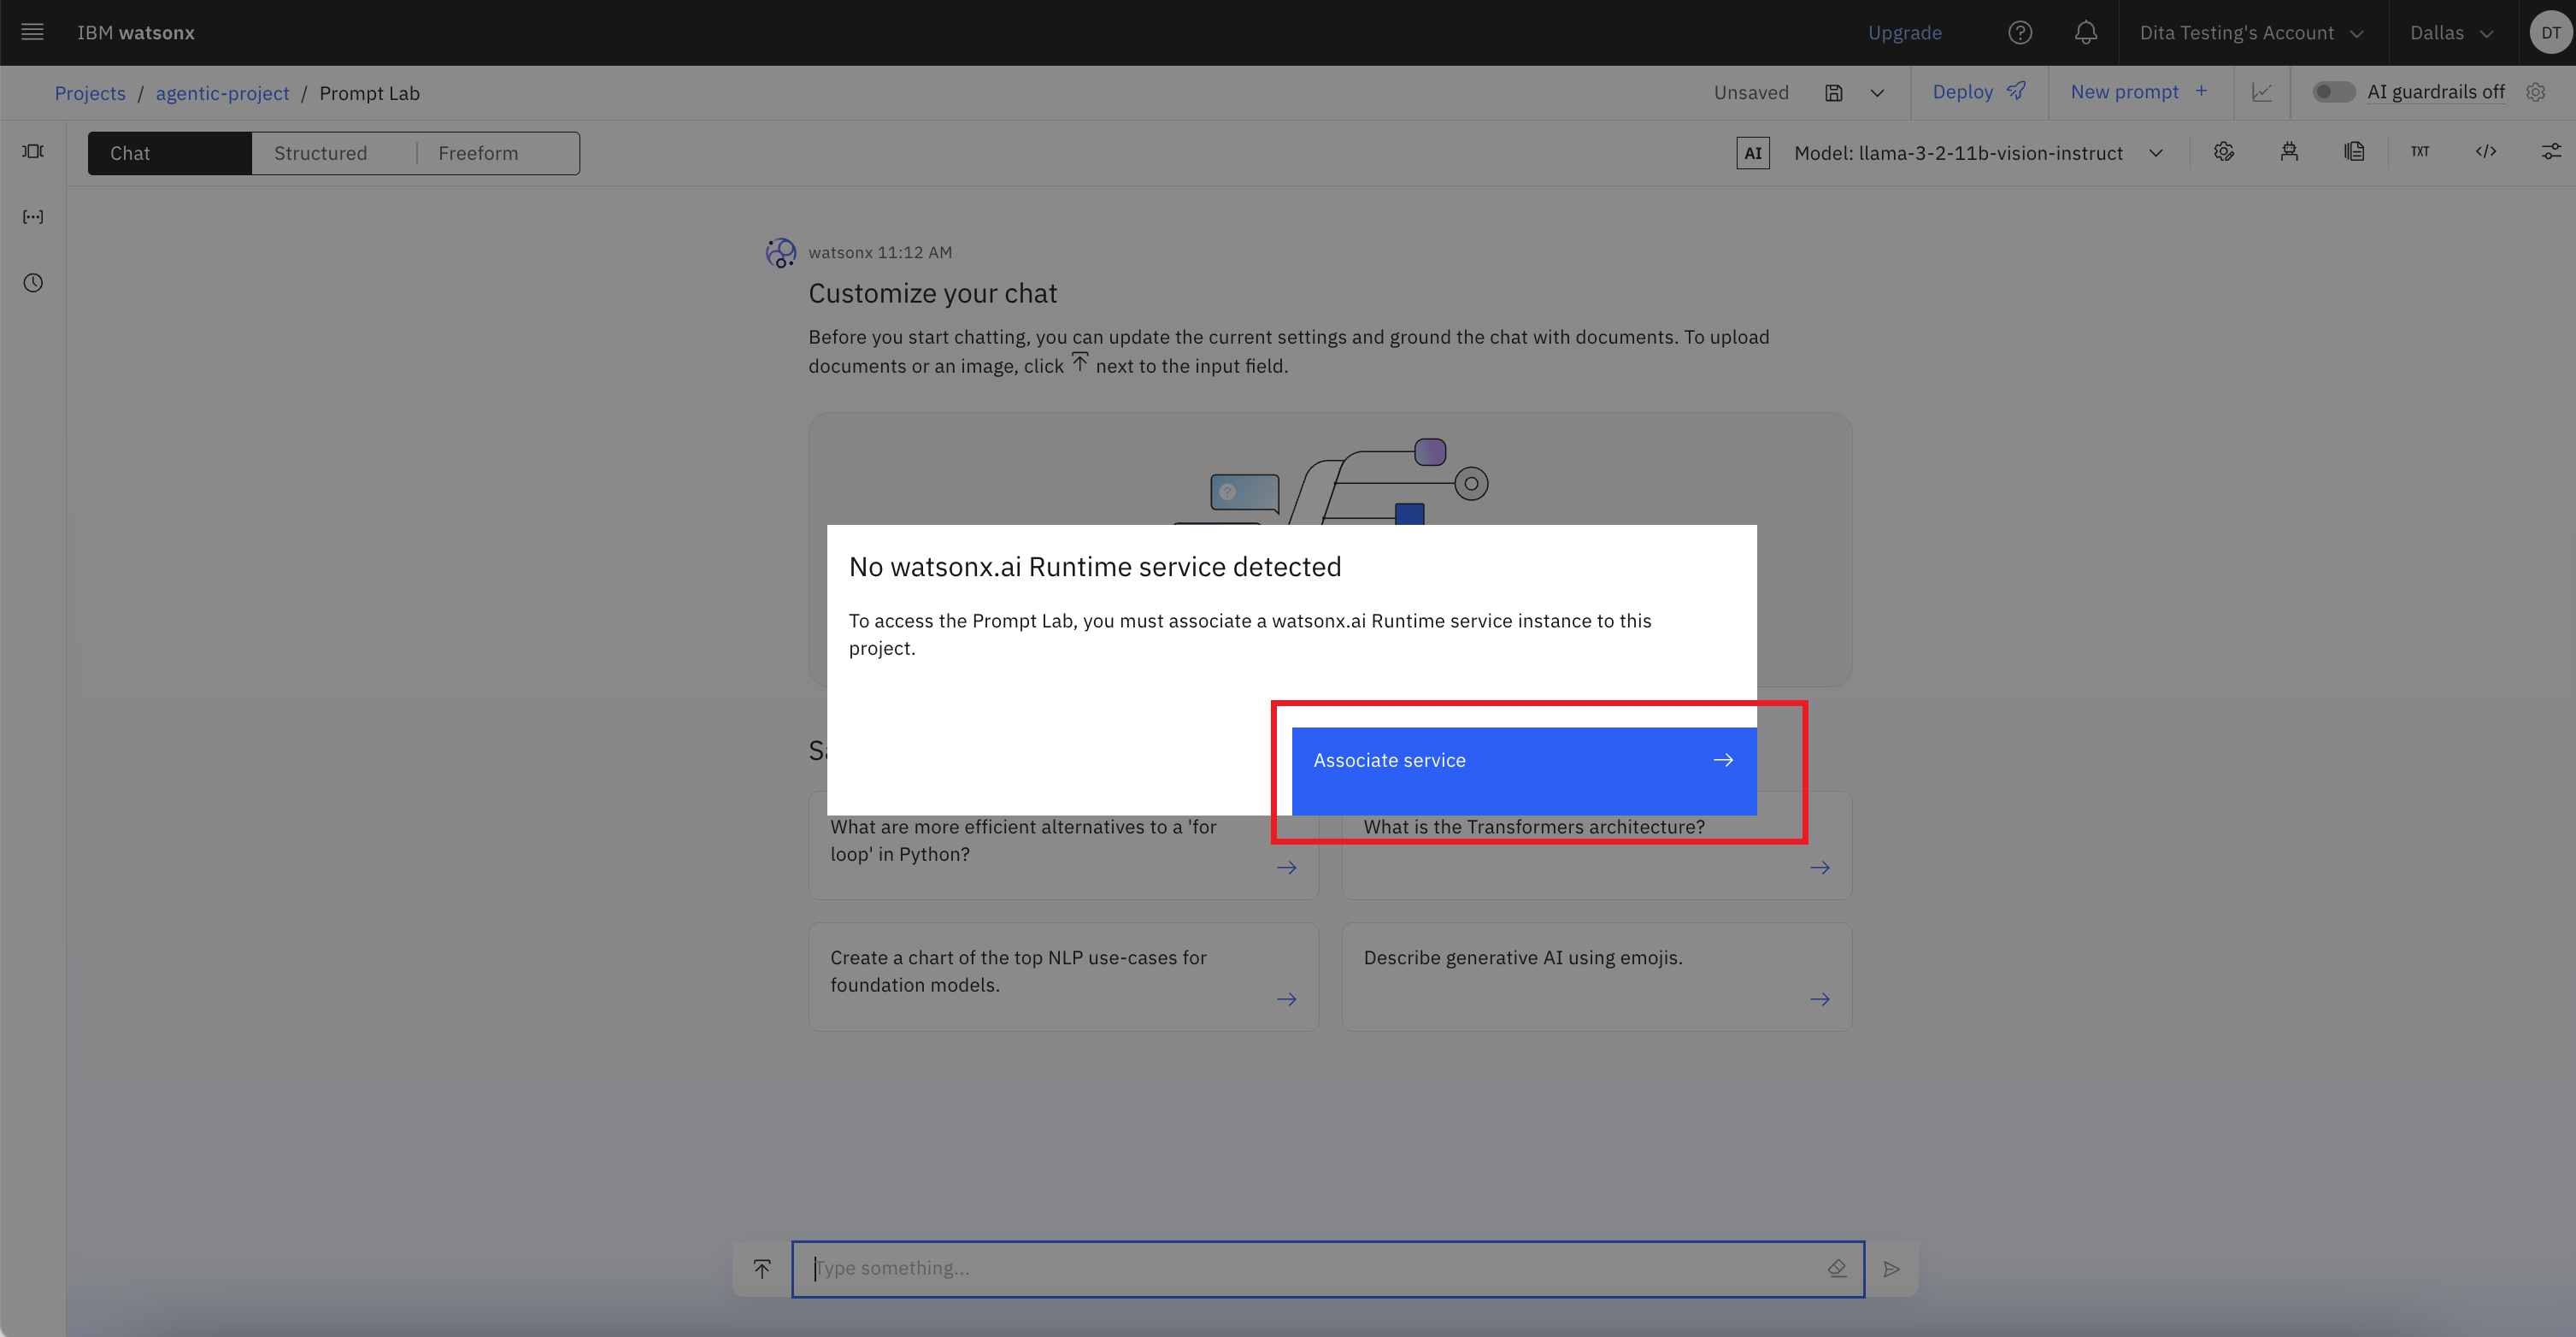 IBM watsonx
Upgrade
Dita Testing's Account
Dallas
DT
Projects / agentic-project / Prompt Lab
Unsaved
Deploy
New prompt +
AI guardrails off
Chat
Structured
Freeform
AI
Model: llama-3-2-11b-vision-instruct
TXT
watsonx 11:12 AM
Customize your chat
Before you start chatting, you can update the current settings and ground the chat with documents. To upload
documents or an image, click next to the input field.
No watsonx.ai Runtime service detected
To access the Prompt Lab, you must associate a watsonx.ai Runtime service instance to this
project.
Associate service
What are more efficient alternatives to a 'for
loop' in Python?
What is the Transformers architecture?
Create a chart of the top NLP use-cases for
foundation models.
Describe generative AI using emojis.
Type something...